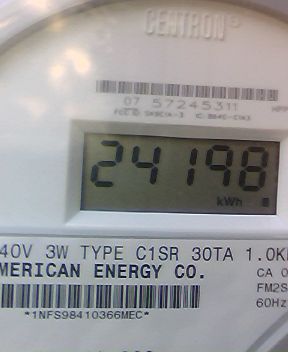 CENTRON®
07 57245311
24198
kWh
40V 3W TYPE C1SR 30TA 1.0K
MERICAN ENERGY CO. CA 0
FM2S
60Hz
*1NFS98410366MEC*